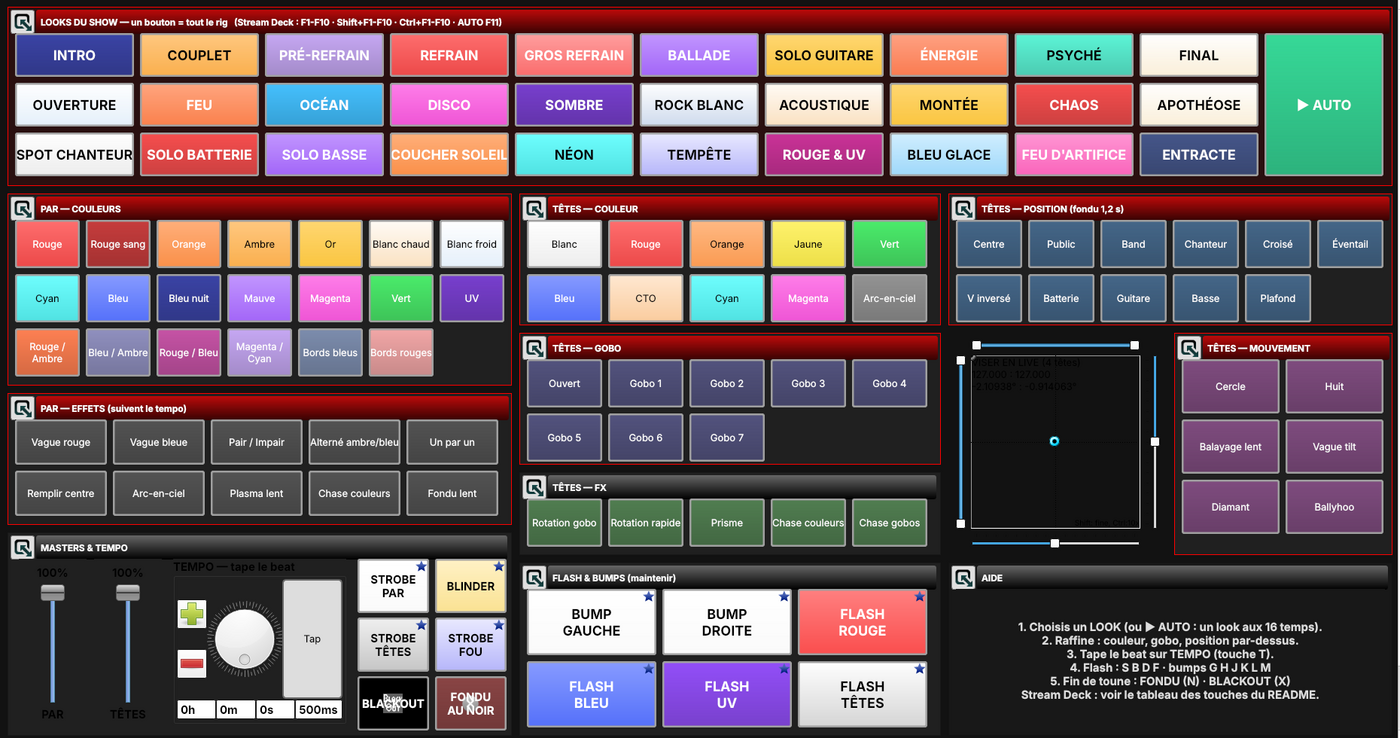 LOOKS DU SHOW — un bouton = tout le rig (Stream Deck : F1-F10 · Shift+F1-F10 · Ctrl+F1-F10 · AUTO F11)
INTRO
COUPLET
PRÉ-REFRAIN
REFRAIN
GROS REFRAIN
BALLADE
SOLO GUITARE
ÉNERGIE
PSYCHÉ
FINAL
OUVERTURE
FEU
OCÉAN
DISCO
SOMBRE
ROCK BLANC
ACOUSTIQUE
MONTÉE
CHAOS
APOTHÉOSE
▶ AUTO
SPOT CHANTEUR
SOLO BATTERIE
SOLO BASSE
COUCHER SOLEIL
NÉON
TEMPÊTE
ROUGE & UV
BLEU GLACE
FEU D'ARTIFICE
ENTRACTE
PAR — COULEURS
Rouge
Rouge sang
Orange
Ambre
Or
Blanc chaud
Blanc froid
Cyan
Bleu
Bleu nuit
Mauve
Magenta
Vert
UV
Rouge /
Ambre
Bleu / Ambre
Rouge / Bleu
Magenta /
Cyan
Bords bleus
Bords rouges
PAR — EFFETS (suivent le tempo)
Vague rouge
Vague bleue
Pair / Impair
Alterné ambre/bleu
Un par un
Remplir centre
Arc-en-ciel
Plasma lent
Chase couleurs
Fondu lent
MASTERS & TEMPO
100%
100%
PAR
TÊTES
TEMPO — tape le beat
Tap
0h
0m
0s
500ms
STROBE
PAR
BLINDER
STROBE
TÊTES
STROBE
FOU
BLACKOUT
FONDU
AU NOIR
TÊTES — COULEUR
Blanc
Rouge
Orange
Jaune
Vert
Bleu
CTO
Cyan
Magenta
Arc-en-ciel
TÊTES — GOBO
Ouvert
Gobo 1
Gobo 2
Gobo 3
Gobo 4
Gobo 5
Gobo 6
Gobo 7
TÊTES — FX
Rotation gobo
Rotation rapide
Prisme
Chase couleurs
Chase gobos
FLASH & BUMPS (maintenir)
BUMP
GAUCHE
BUMP
DROITE
FLASH
ROUGE
FLASH
BLEU
FLASH
UV
FLASH
TÊTES
TÊTES — POSITION (fondu 1,2 s)
Centre
Public
Band
Chanteur
Croisé
Éventail
V inversé
Batterie
Guitare
Basse
Plafond
VISER EN LIVE (4 têtes)
127.000 : 127.000
TÊTES — MOUVEMENT
Cercle
Huit
Balayage lent
Vague tilt
Diamant
Ballyhoo
AIDE
1. Choisis un LOOK (ou ▶ AUTO : un look aux 16 temps).
2. Raffine : couleur, gobo, position par-dessus.
3. Tape le beat sur TEMPO (touche T).
4. Flash : S B D F · bumps G H J K L M
5. Fin de toune : FONDU (N) · BLACKOUT (X)
Stream Deck : voir le tableau des touches du README.